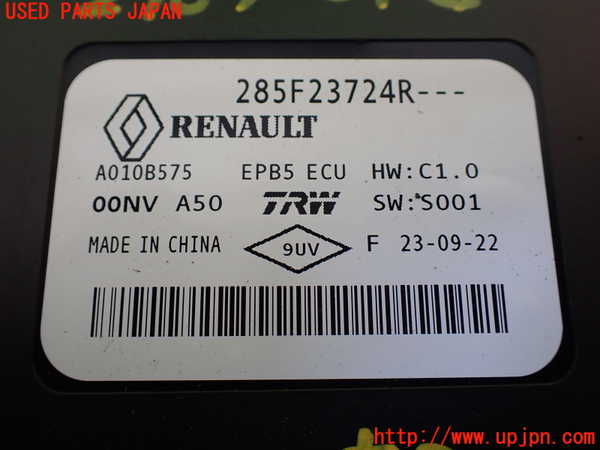 USED PARTS JAPAN
285F23724R---
RENAULT
A010B575 EPB5 ECU HW:C1.0
00NV A50 TRW SW:S001
MADE IN CHINA 9UV F 23-09-22
http://www.upjpn.com/